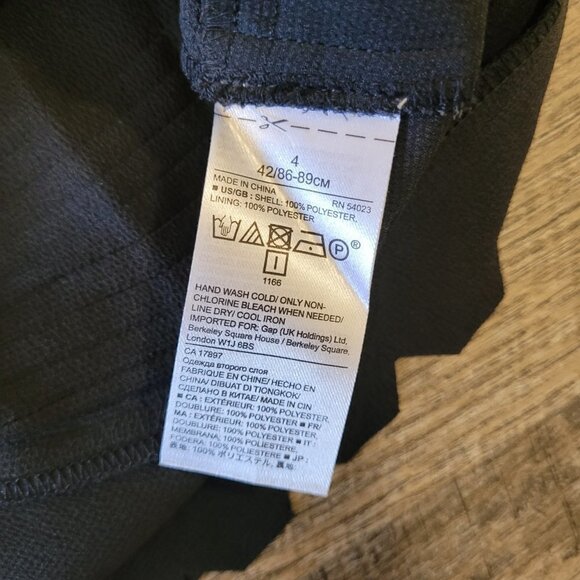 4
42/86-89CM
MADE IN CHINA RN 54023
■ US/GB : SHELL: 100% POLYESTER,
LINING: 100% POLYESTER
P
1166
HAND WASH COLD/ ONLY NON-
CHLORINE BLEACH WHEN NEEDED/
LINE DRY/ COOL IRON
IMPORTED FOR: Gap (UK Holdings) Ltd,
Berkeley Square House / Berkeley Square,
London W1J 6BS
CA 17897
Одежда второго слоя
FABRIQUE EN CHINE/ HECHO EN
CHINA/ DIBUAT DI TIONGKOK/
СДЕЛАНО В КИТАЕ/ MADE IN CIN
■ CA : EXTÉRIEUR: 100% POLYESTER,
DOUBLURE: 100% POLYESTER ■ FR/
MA : EXTÉRIEUR: 100% POLYESTER,
DOUBLURE: 100% POLYESTER ■ IT :
MEMBRANA: 100% POLIESTERE,
FODERA: 100% POLIESTERE ■ JP :
表地: 100% ポリエステル, 裏地 :